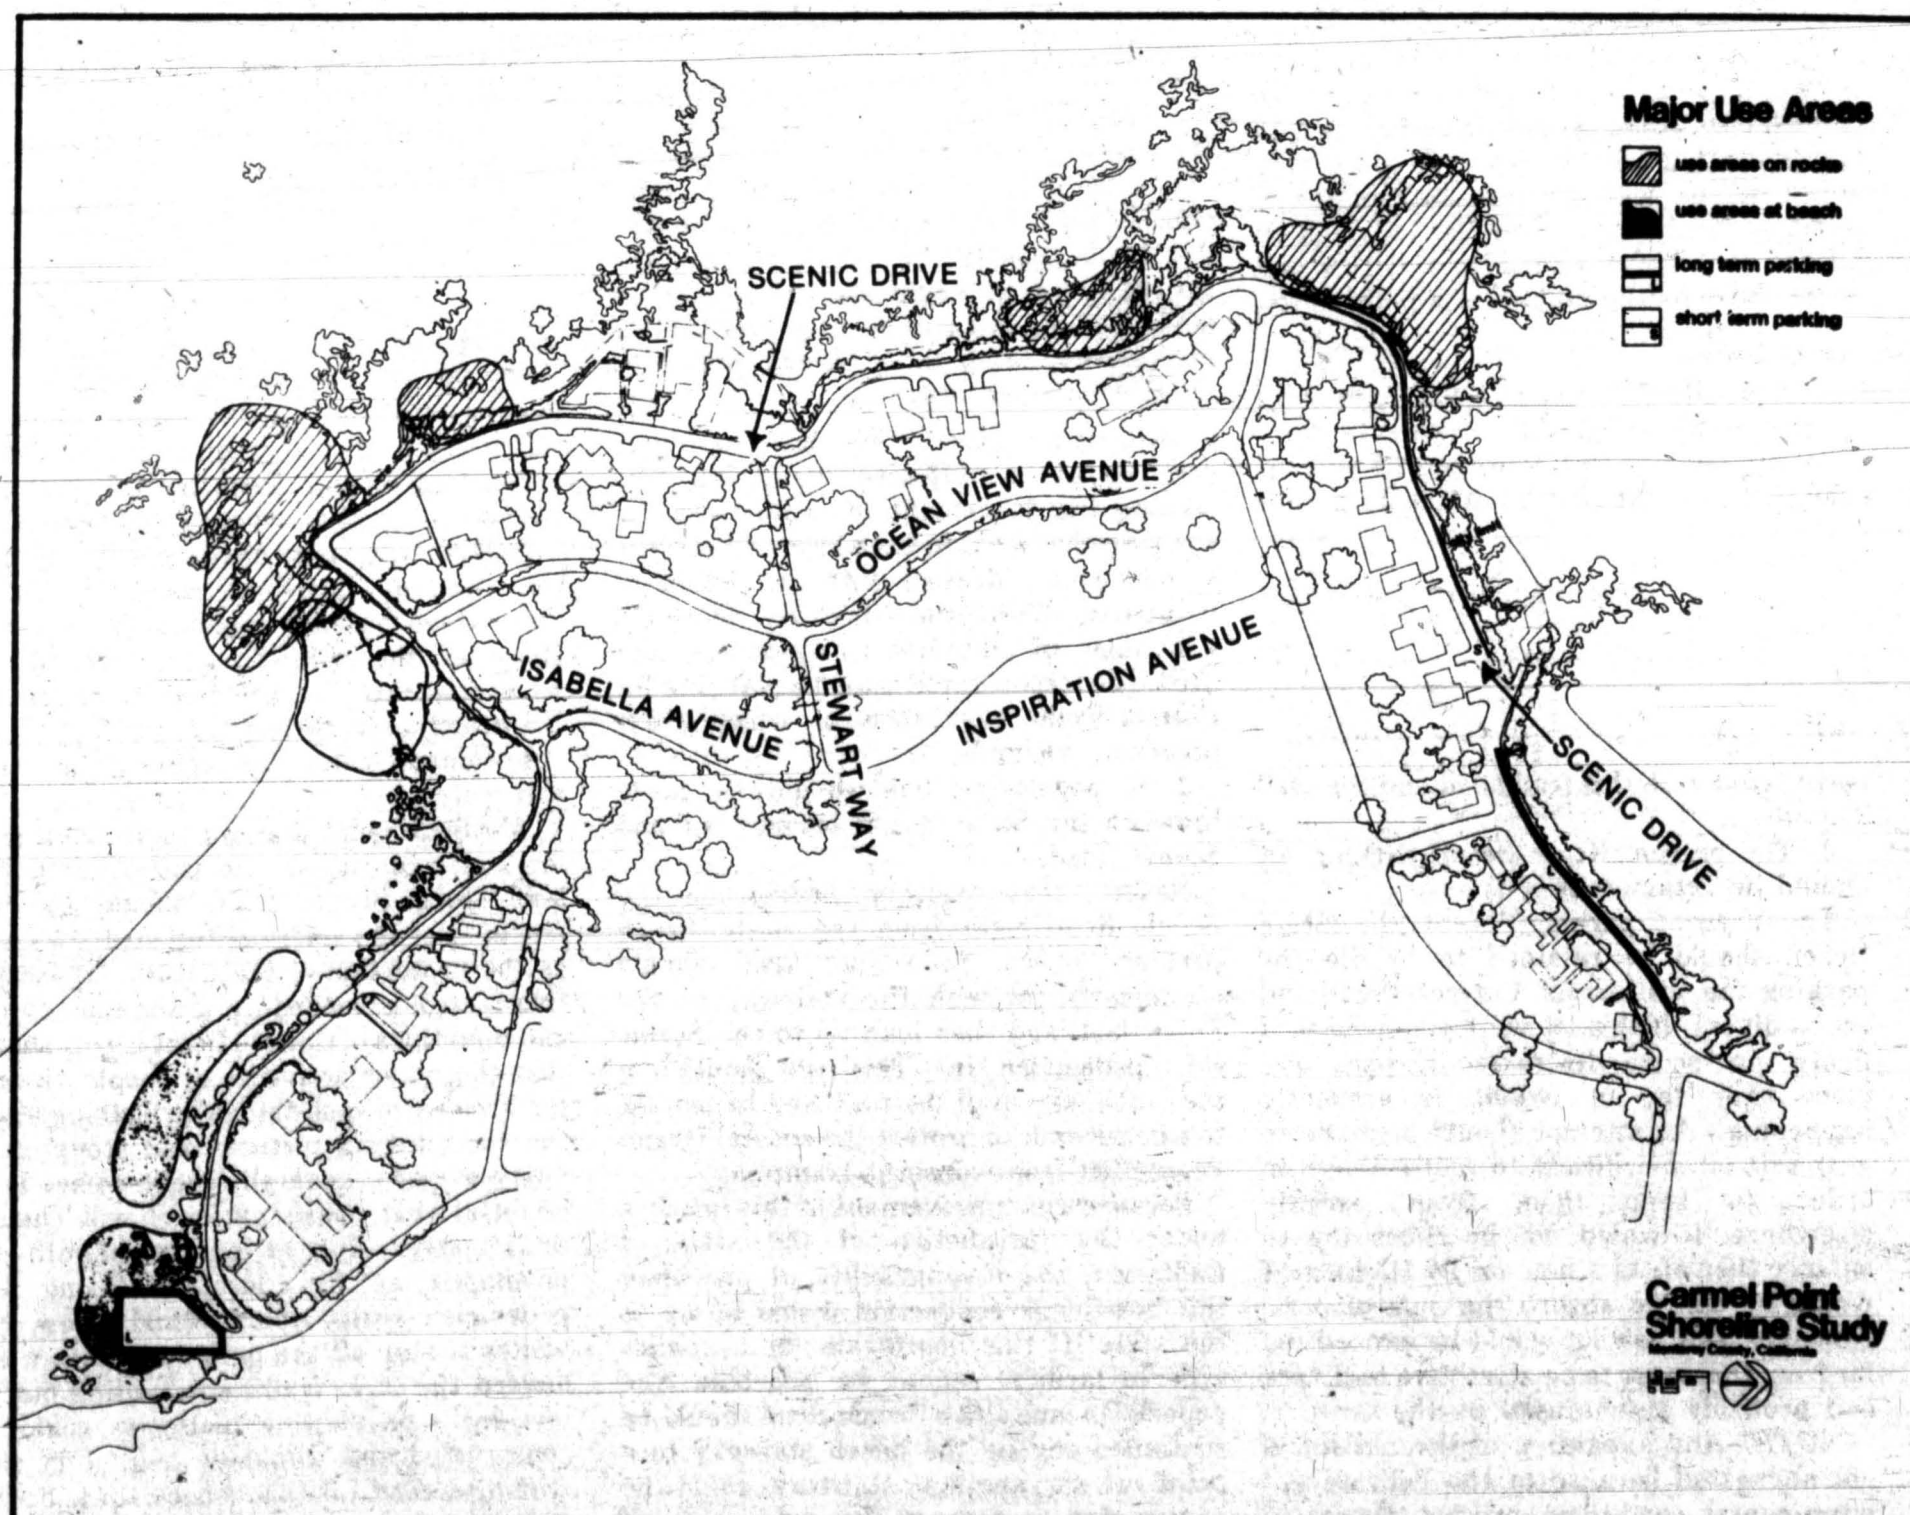 Major Use Areas
use areas on rocks
use areas at beach
long term parking
short term parking
SCENIC DRIVE
OCEAN VIEW AVENUE
ISABELLA AVENUE
STEWART WAY
INSPIRATION AVENUE
SCENIC DRIVE
Carmel Point
Shoreline Study
Monterey County, California